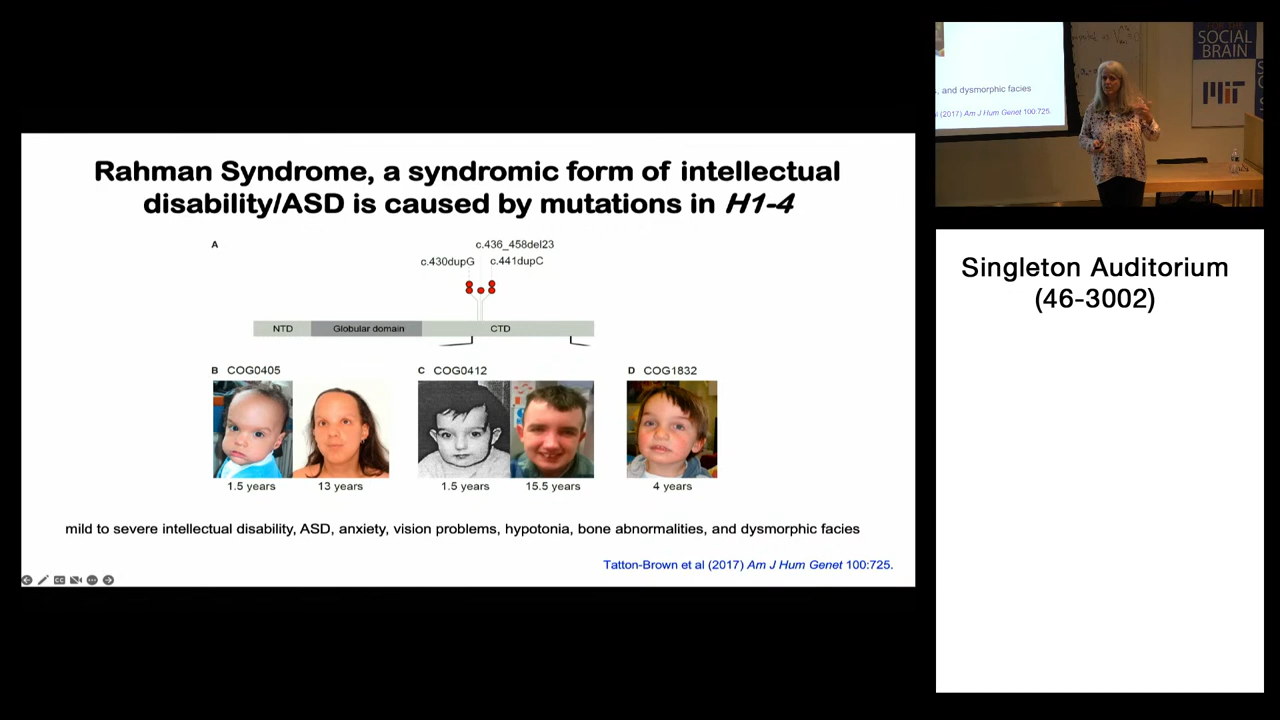 Rahman Syndrome, a syndromic form of intellectual
disability/ASD is caused by mutations in H1-4
A
c.436_458del23
c.430dupG
c.441dupC
NTD
Globular domain
CTD
B COG0405
C COG0412
D COG1832
1.5 years
13 years
1.5 years
15.5 years
4 years
mild to severe intellectual disability, ASD, anxiety, vision problems, hypotonia, bone abnormalities, and dysmorphic facies
Tatton-Brown et al (2017) Am J Hum Genet 100:725.
, and dysmorphic facies
l (2017) Am J Hum Genet 100:725.
SOCIAL
BRAIN
MIT
Singleton Auditorium
(46-3002)